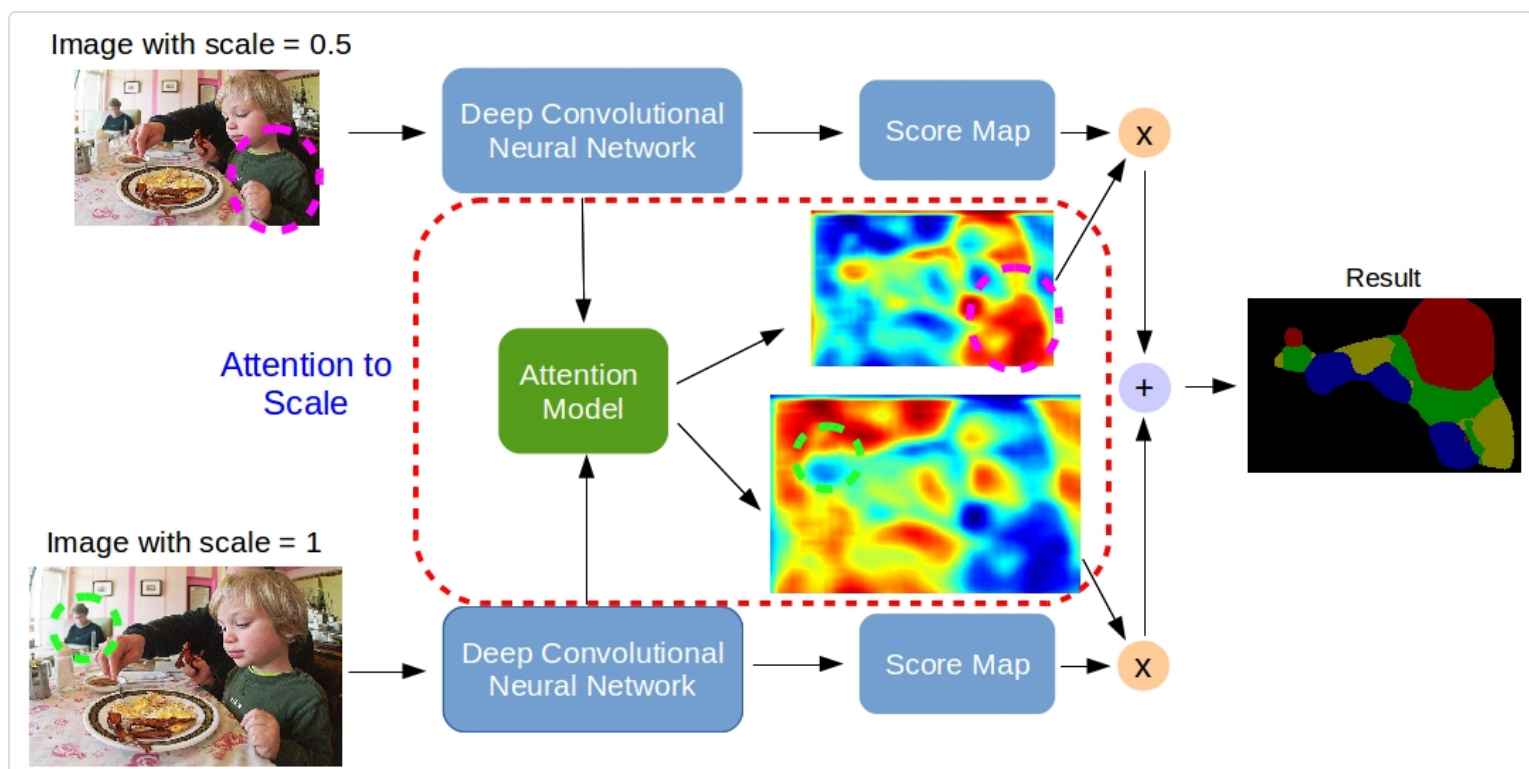 Image with scale = 0.5
Deep Convolutional
Neural Network
Score Map
x
Attention to
Scale
Attention
Model
+
Result
Image with scale = 1
Deep Convolutional
Neural Network
Score Map
x